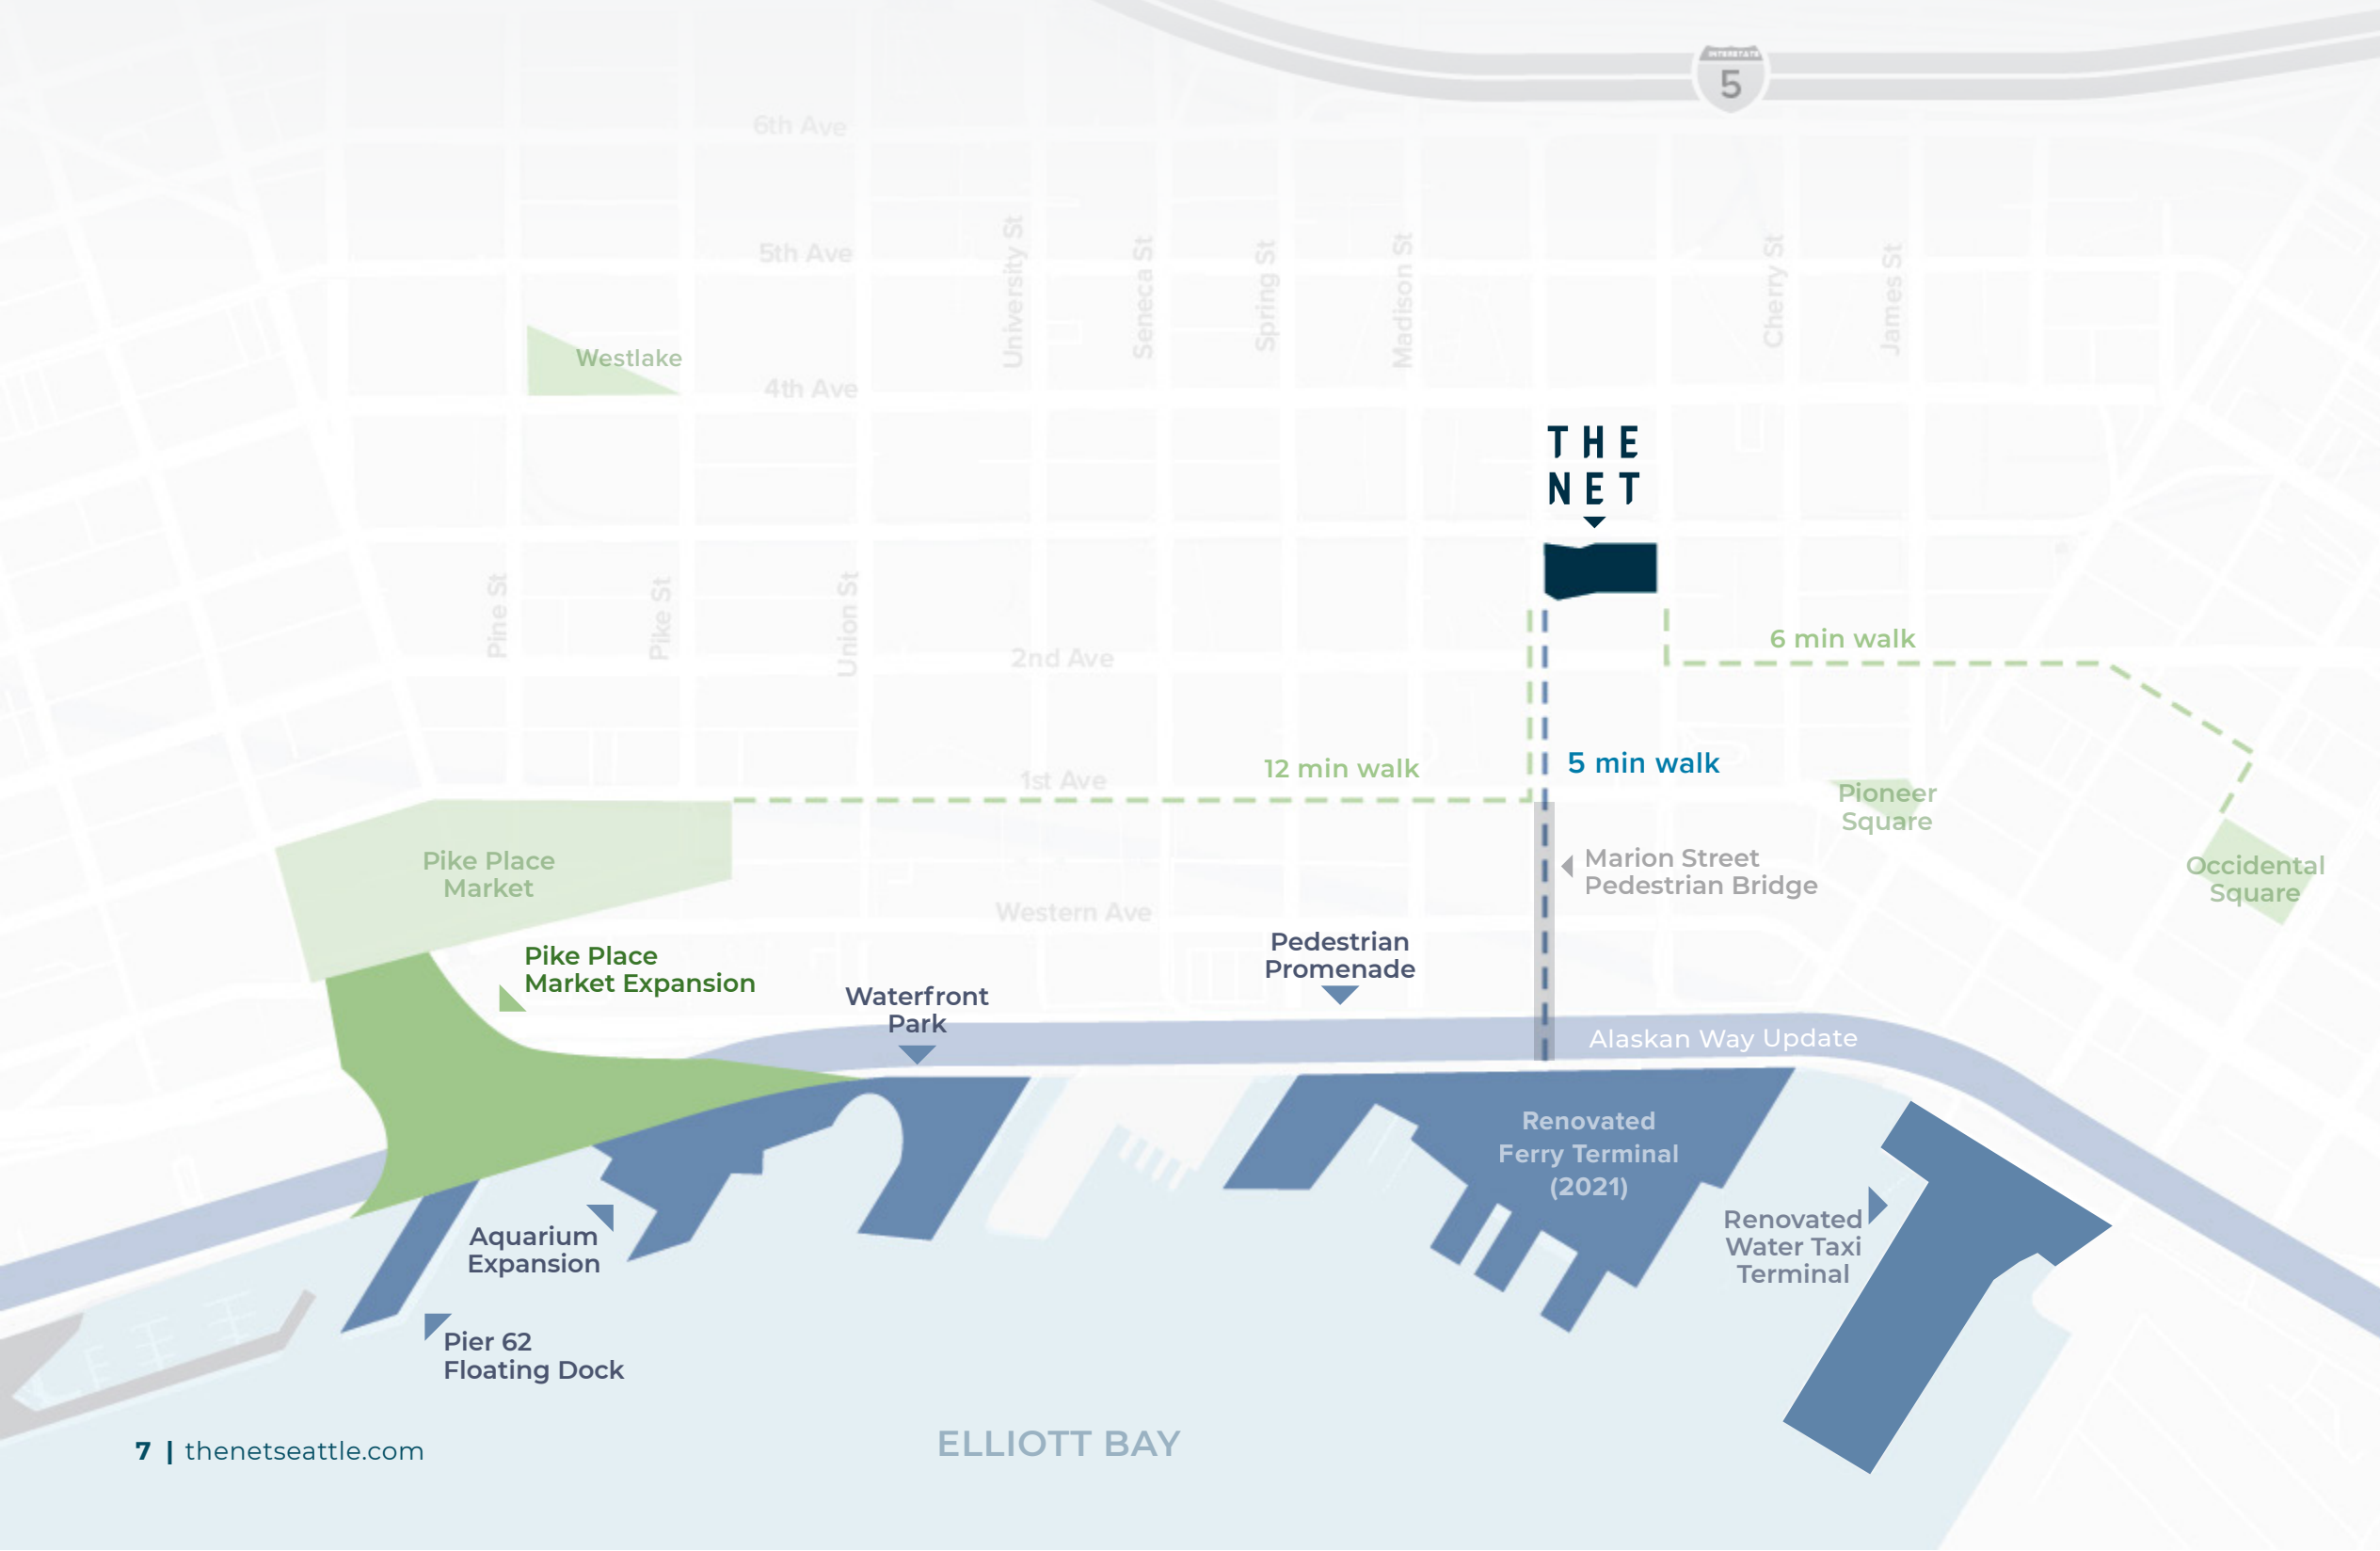 INTERSTATE
5
6th Ave
5th Ave
University St
Seneca St
Spring St
Madison St
Cherry St
James St
Westlake
4th Ave
THE
NET
Pine St
Pike St
Union St
2nd Ave
6 min walk
1st Ave
12 min walk
5 min walk
Pioneer
Square
Pike Place
Market
Marion Street
Pedestrian Bridge
Occidental
Square
Western Ave
Pike Place
Market Expansion
Pedestrian
Promenade
Waterfront
Park
Alaskan Way Update
Renovated
Ferry Terminal
(2021)
Aquarium
Expansion
Renovated
Water Taxi
Terminal
Pier 62
Floating Dock
ELLIOTT BAY
7 | thenetseattle.com